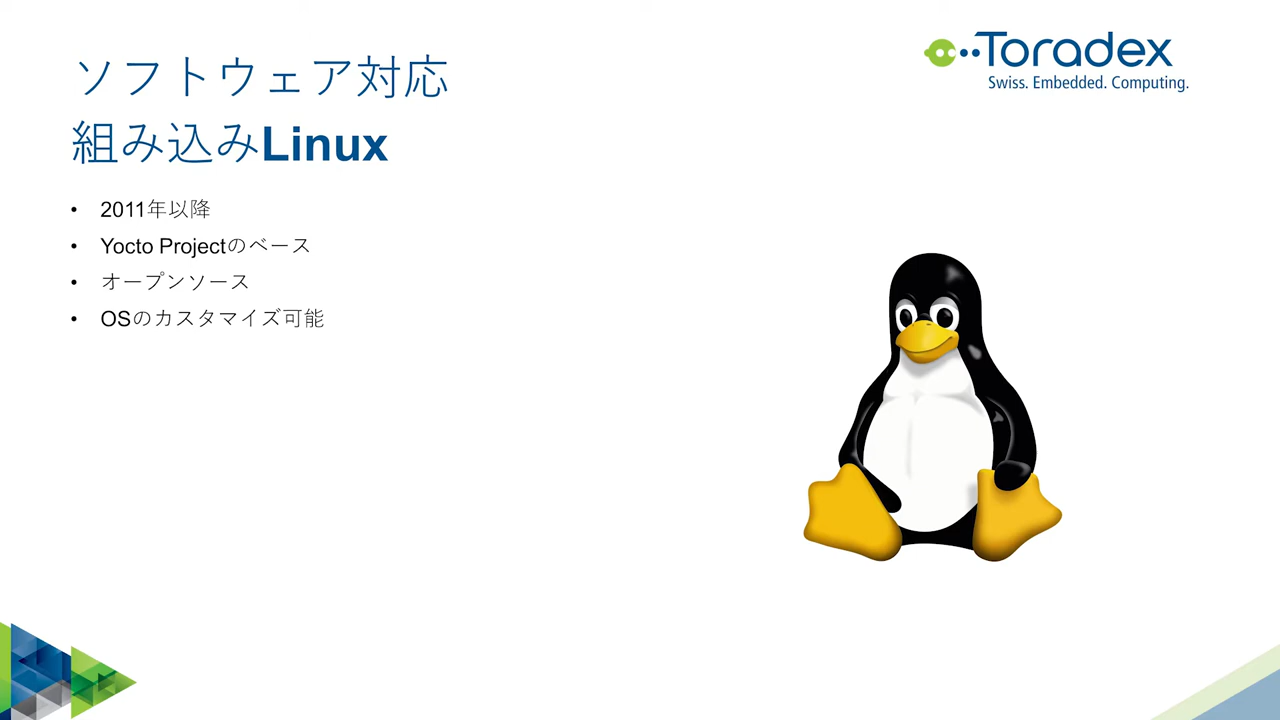 Toradex
Swiss. Embedded. Computing.
ソフトウェア対応
組み込みLinux
• 2011年以降
• Yocto Projectのベース
• オープンソース
• OSのカスタマイズ可能